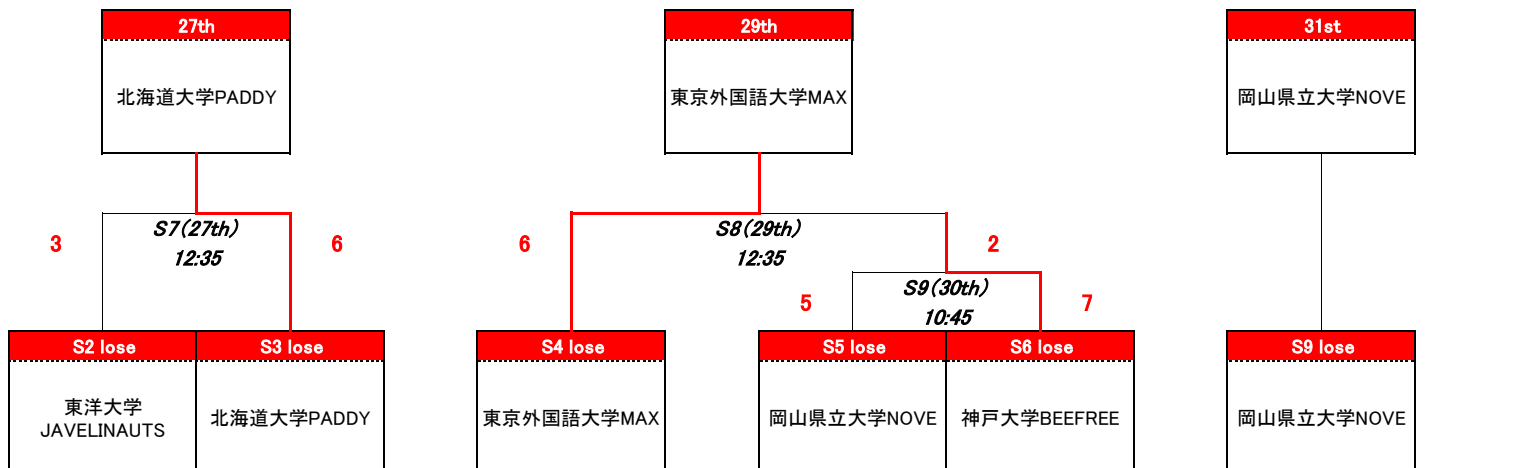 27th
29th
31st
北海道大学PADDY
東京外国語大学MAX
岡山県立大学NOVE
S7(27th)
S8(29th)
3
6
6
2
12:35
12:35
S9(30th)
5
7
10:45
S2 lose
S3 lose
S4 lose
S5 lose
S6 lose
S9 lose
東洋大学
JAVELINAUTS
北海道大学PADDY
東京外国語大学MAX
岡山県立大学NOVE
神戸大学BEEFREE
岡山県立大学NOVE